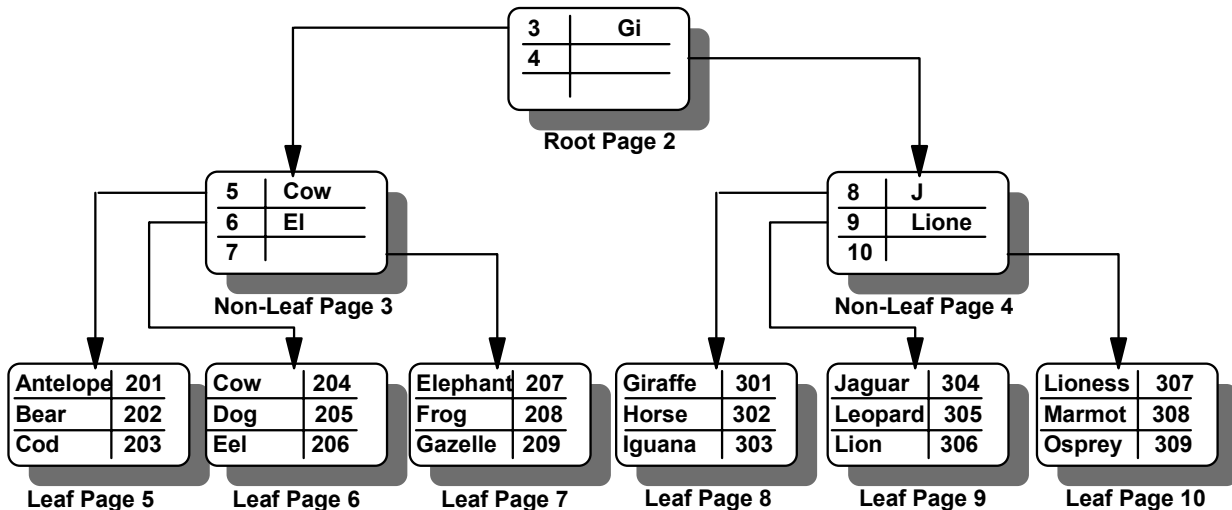 3 Gi
4
Root Page 2
5 Cow
6 El
7
Non-Leaf Page 3
8 J
9 Lione
10
Non-Leaf Page 4
Antelope 201
Bear 202
Cod 203
Leaf Page 5
Cow 204
Dog 205
Eel 206
Leaf Page 6
Elephant 207
Frog 208
Gazelle 209
Leaf Page 7
Giraffe 301
Horse 302
Iguana 303
Leaf Page 8
Jaguar 304
Leopard 305
Lion 306
Leaf Page 9
Lioness 307
Marmot 308
Osprey 309
Leaf Page 10